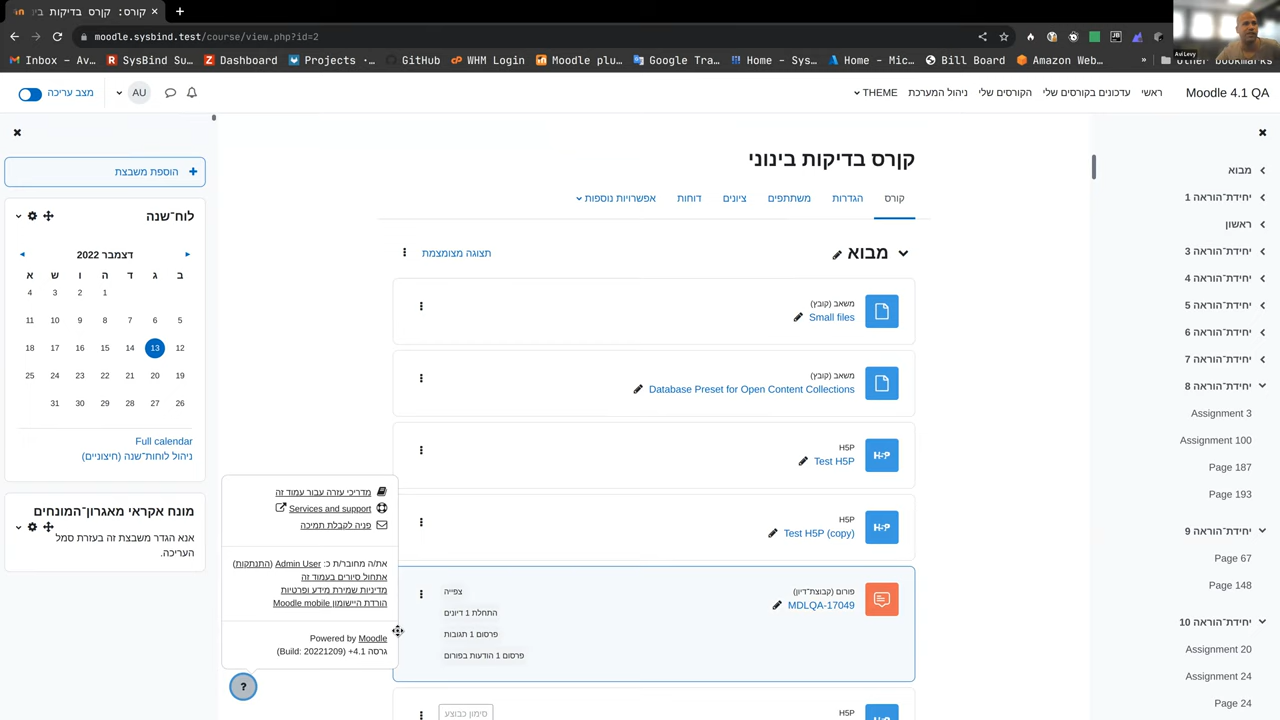 קורס: קורס בדיקות בינוני
moodle.sysbind.test/course/view.php?id=2
Avi Levy
Inbox - Av...
RSysBind Su...
Dashboard
Projects · ...
GitHub
WHM Login
Moodle plu...
Google Tra...
Home - Sys...
Home - Mic...
Bill Board
Amazon Web...
»
Other Bookmarks
Moodle 4.1 QA
ראשי
ניהול המערכת
הקורסים שלי
עדכונים בקורסים שלי
THEME
AU
מצב עריכה
מבוא
יחידת־הוראה 1
ראשון
יחידת־הוראה 3
יחידת־הוראה 4
יחידת־הוראה 5
יחידת־הוראה 6
יחידת־הוראה 7
יחידת־הוראה 8
Assignment 3
Assignment 100
Page 187
Page 193
יחידת־הוראה 9
Page 67
Page 148
יחידת־הוראה 10
Assignment 20
Assignment 24
Page 24
קורס בדיקות בינוני
קורס
הגדרות
משתתפים
ציונים
דוחות
אפשרויות נוספות
מבוא
תצוגה מצומצמת
משאב (קובץ)
Small files
משאב (קובץ)
Database Preset for Open Content Collections
H5P
Test H5P
H5P
Test H5P (copy)
פורום (קבוצת־דיון)
MDLQA-17049
צפייה
התחלת 1 דיונים
פרסום 1 תגובות
פרסום 1 הודעות בפורום
H5P
סימון כבוצע
הוספת משבצת
לוח־שנה
דצמבר 2022
ב ג ד ה ו ש א
1 2 3 4
5 6 7 8 9 10 11
12 13 14 15 16 17 18
19 20 21 22 23 24 25
26 27 28 29 30 31
Full calendar
ניהול לוחות־שנה (חיצוניים)
מונח אקראי מאגרון־המונחים
אנא הגדר משבצת זה בעזרת סמל
העריכה.
מדריכי עזרה עבור עמוד זה
Services and support
פניה לקבלת תמיכה
את/ה מחובר/ת כ: Admin User (התנתקות)
אתחול סיורים בעמוד זה
מדיניות שמירת מידע ופרטיות
הורדת היישומון Moodle mobile
Powered by Moodle
גרסה 4.1+ (Build: 20221209)
?